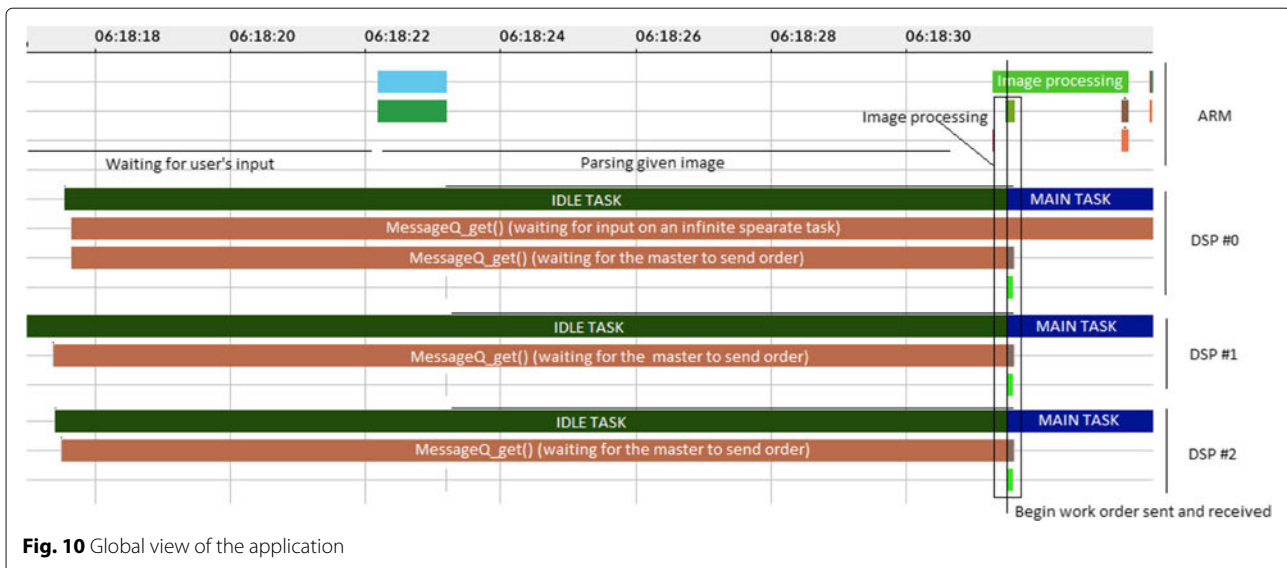 06:18:18 06:18:20 06:18:22 06:18:24 06:18:26 06:18:28 06:18:30
Image processing
Image processing
ARM
Waiting for user's input
Parsing given image
IDLE TASK
MAIN TASK
MessageQ_get() (waiting for input on an infinite spearate task)
DSP #0
MessageQ_get() (waiting for the master to send order)
IDLE TASK
MAIN TASK
MessageQ_get() (waiting for the master to send order)
DSP #1
IDLE TASK
MAIN TASK
MessageQ_get() (waiting for the master to send order)
DSP #2
Begin work order sent and received
Fig. 10 Global view of the application